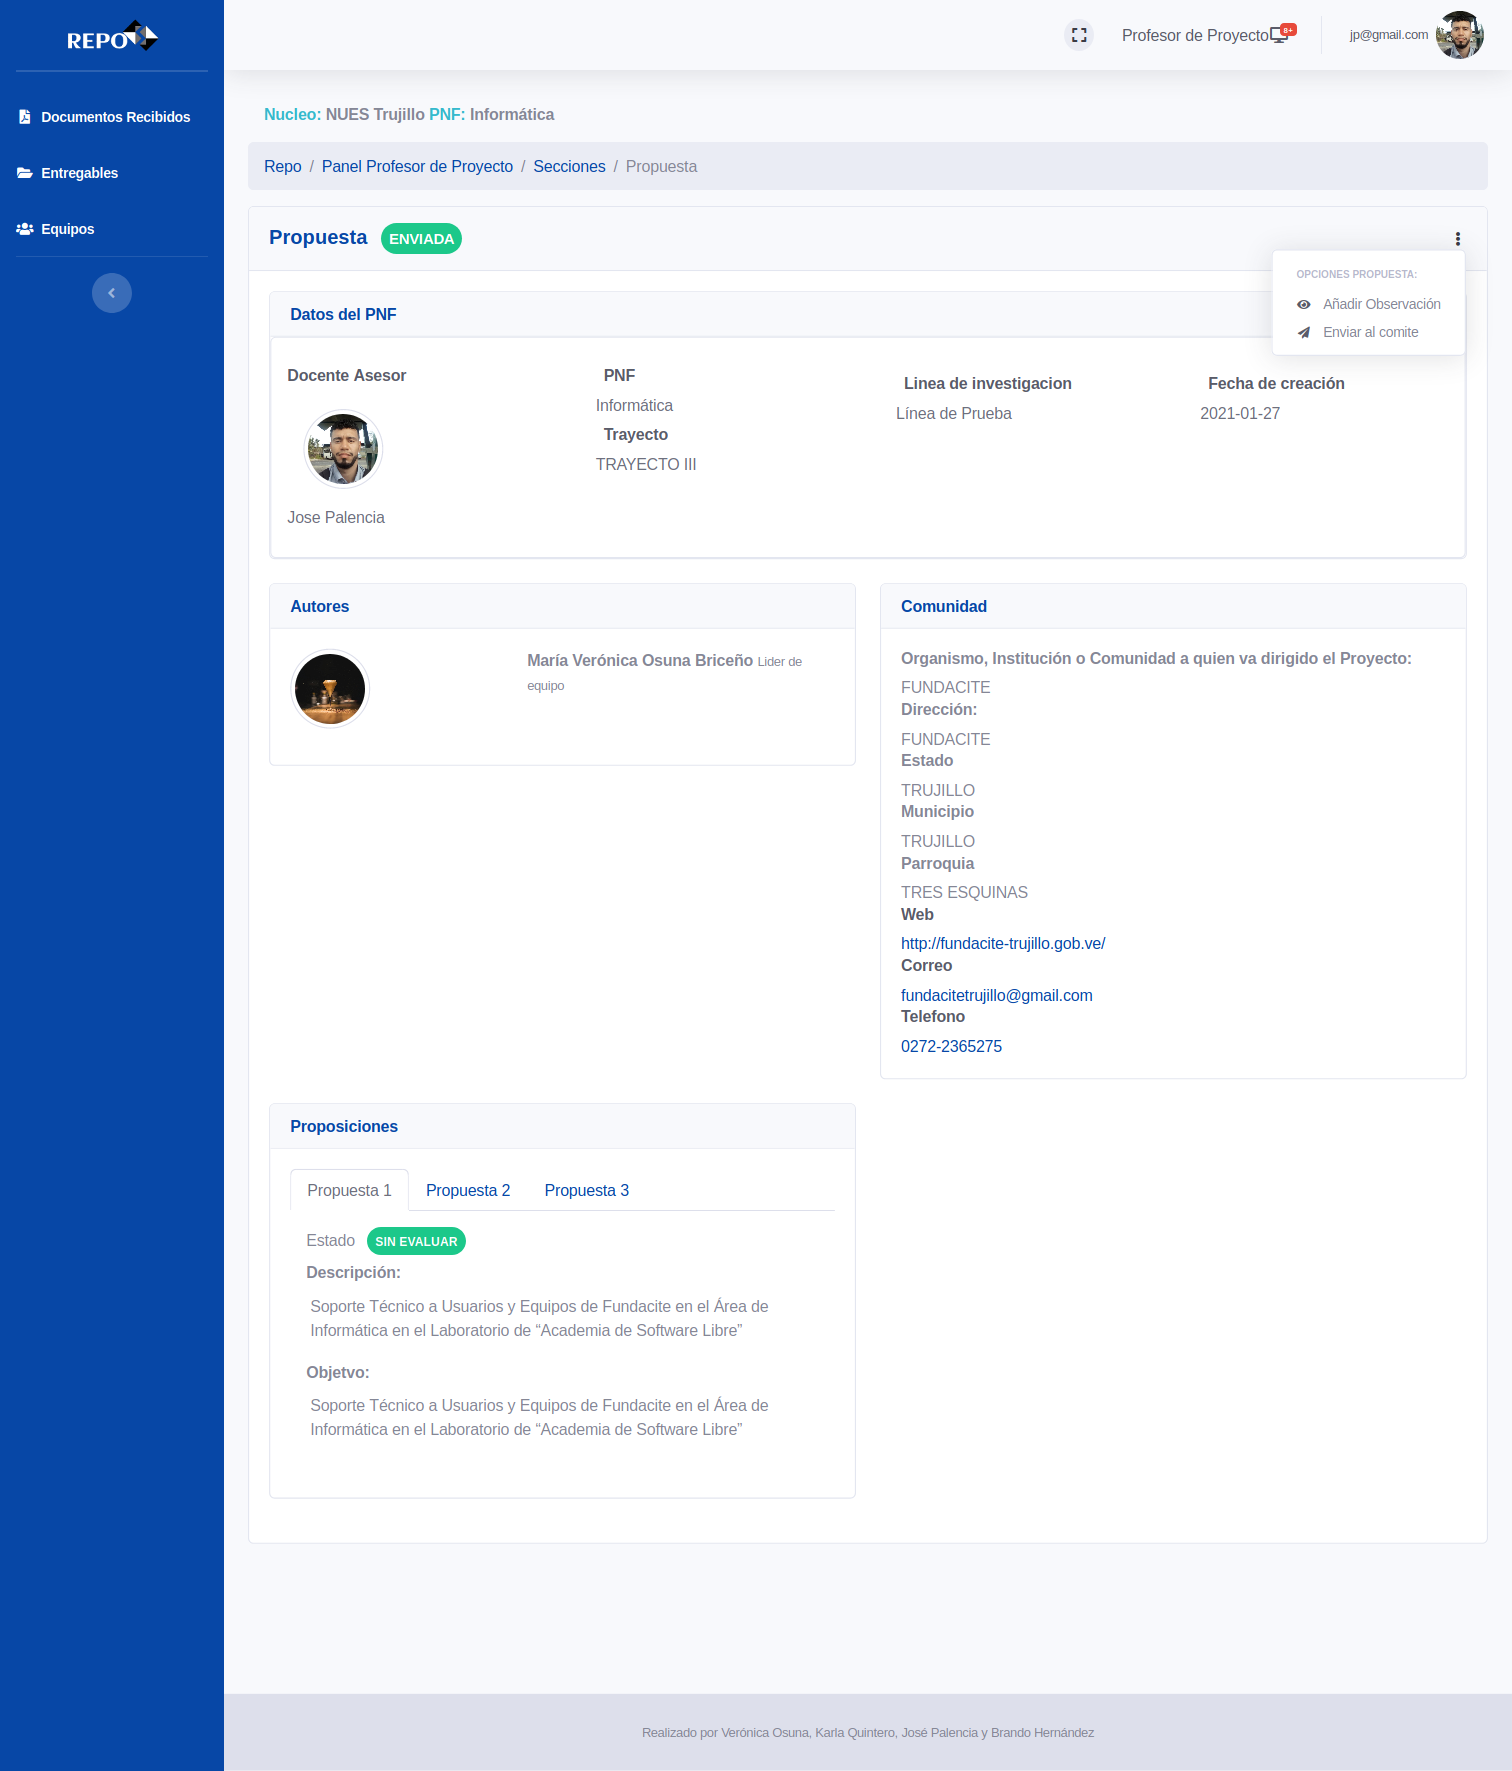 REPO
Documentos Recibidos
Entregables
Equipos
Profesor de Proyecto 8+
jp@gmail.com
Nucleo: NUES Trujillo PNF: Informática
Repo / Panel Profesor de Proyecto / Secciones / Propuesta
Propuesta ENVIADA
OPCIONES PROPUESTA:
Añadir Observación
Enviar al comite
Datos del PNF
Docente Asesor
Jose Palencia
PNF
Informática
Trayecto
TRAYECTO III
Linea de investigacion
Línea de Prueba
Fecha de creación
2021-01-27
Autores
María Verónica Osuna Briceño Lider de
equipo
Comunidad
Organismo, Institución o Comunidad a quien va dirigido el Proyecto:
FUNDACITE
Dirección:
FUNDACITE
Estado
TRUJILLO
Municipio
TRUJILLO
Parroquia
TRES ESQUINAS
Web
http://fundacite-trujillo.gob.ve/
Correo
fundacitetrujillo@gmail.com
Telefono
0272-2365275
Proposiciones
Propuesta 1 Propuesta 2 Propuesta 3
Estado SIN EVALUAR
Descripción:
Soporte Técnico a Usuarios y Equipos de Fundacite en el Área de
Informática en el Laboratorio de “Academia de Software Libre”
Objetvo:
Soporte Técnico a Usuarios y Equipos de Fundacite en el Área de
Informática en el Laboratorio de “Academia de Software Libre”
Realizado por Verónica Osuna, Karla Quintero, José Palencia y Brando Hernández